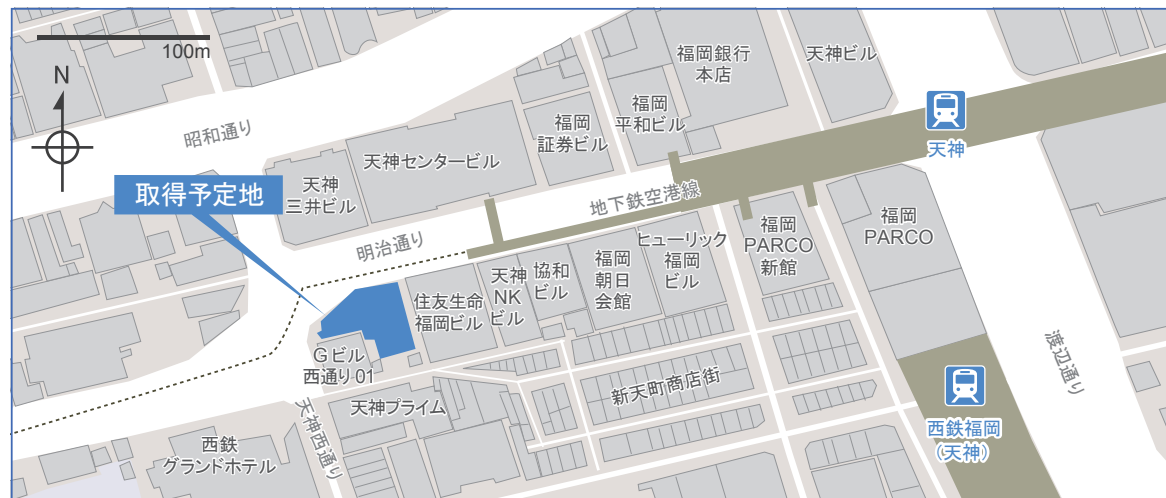 100m
N
昭和通り
天神
三井ビル
天神センタービル
福岡
証券ビル
福岡
平和ビル
福岡銀行
本店
天神ビル
天神
取得予定地
明治通り
地下鉄空港線
住友生命
福岡ビル
天神
NK
ビル
協和
ビル
福岡
朝日
会館
ヒューリック
福岡
ビル
福岡
PARCO
新館
福岡
PARCO
Gビル
西通り01
天神プライム
天神西通り
西鉄
グランドホテル
新天町商店街
渡辺通り
西鉄福岡
（天神）